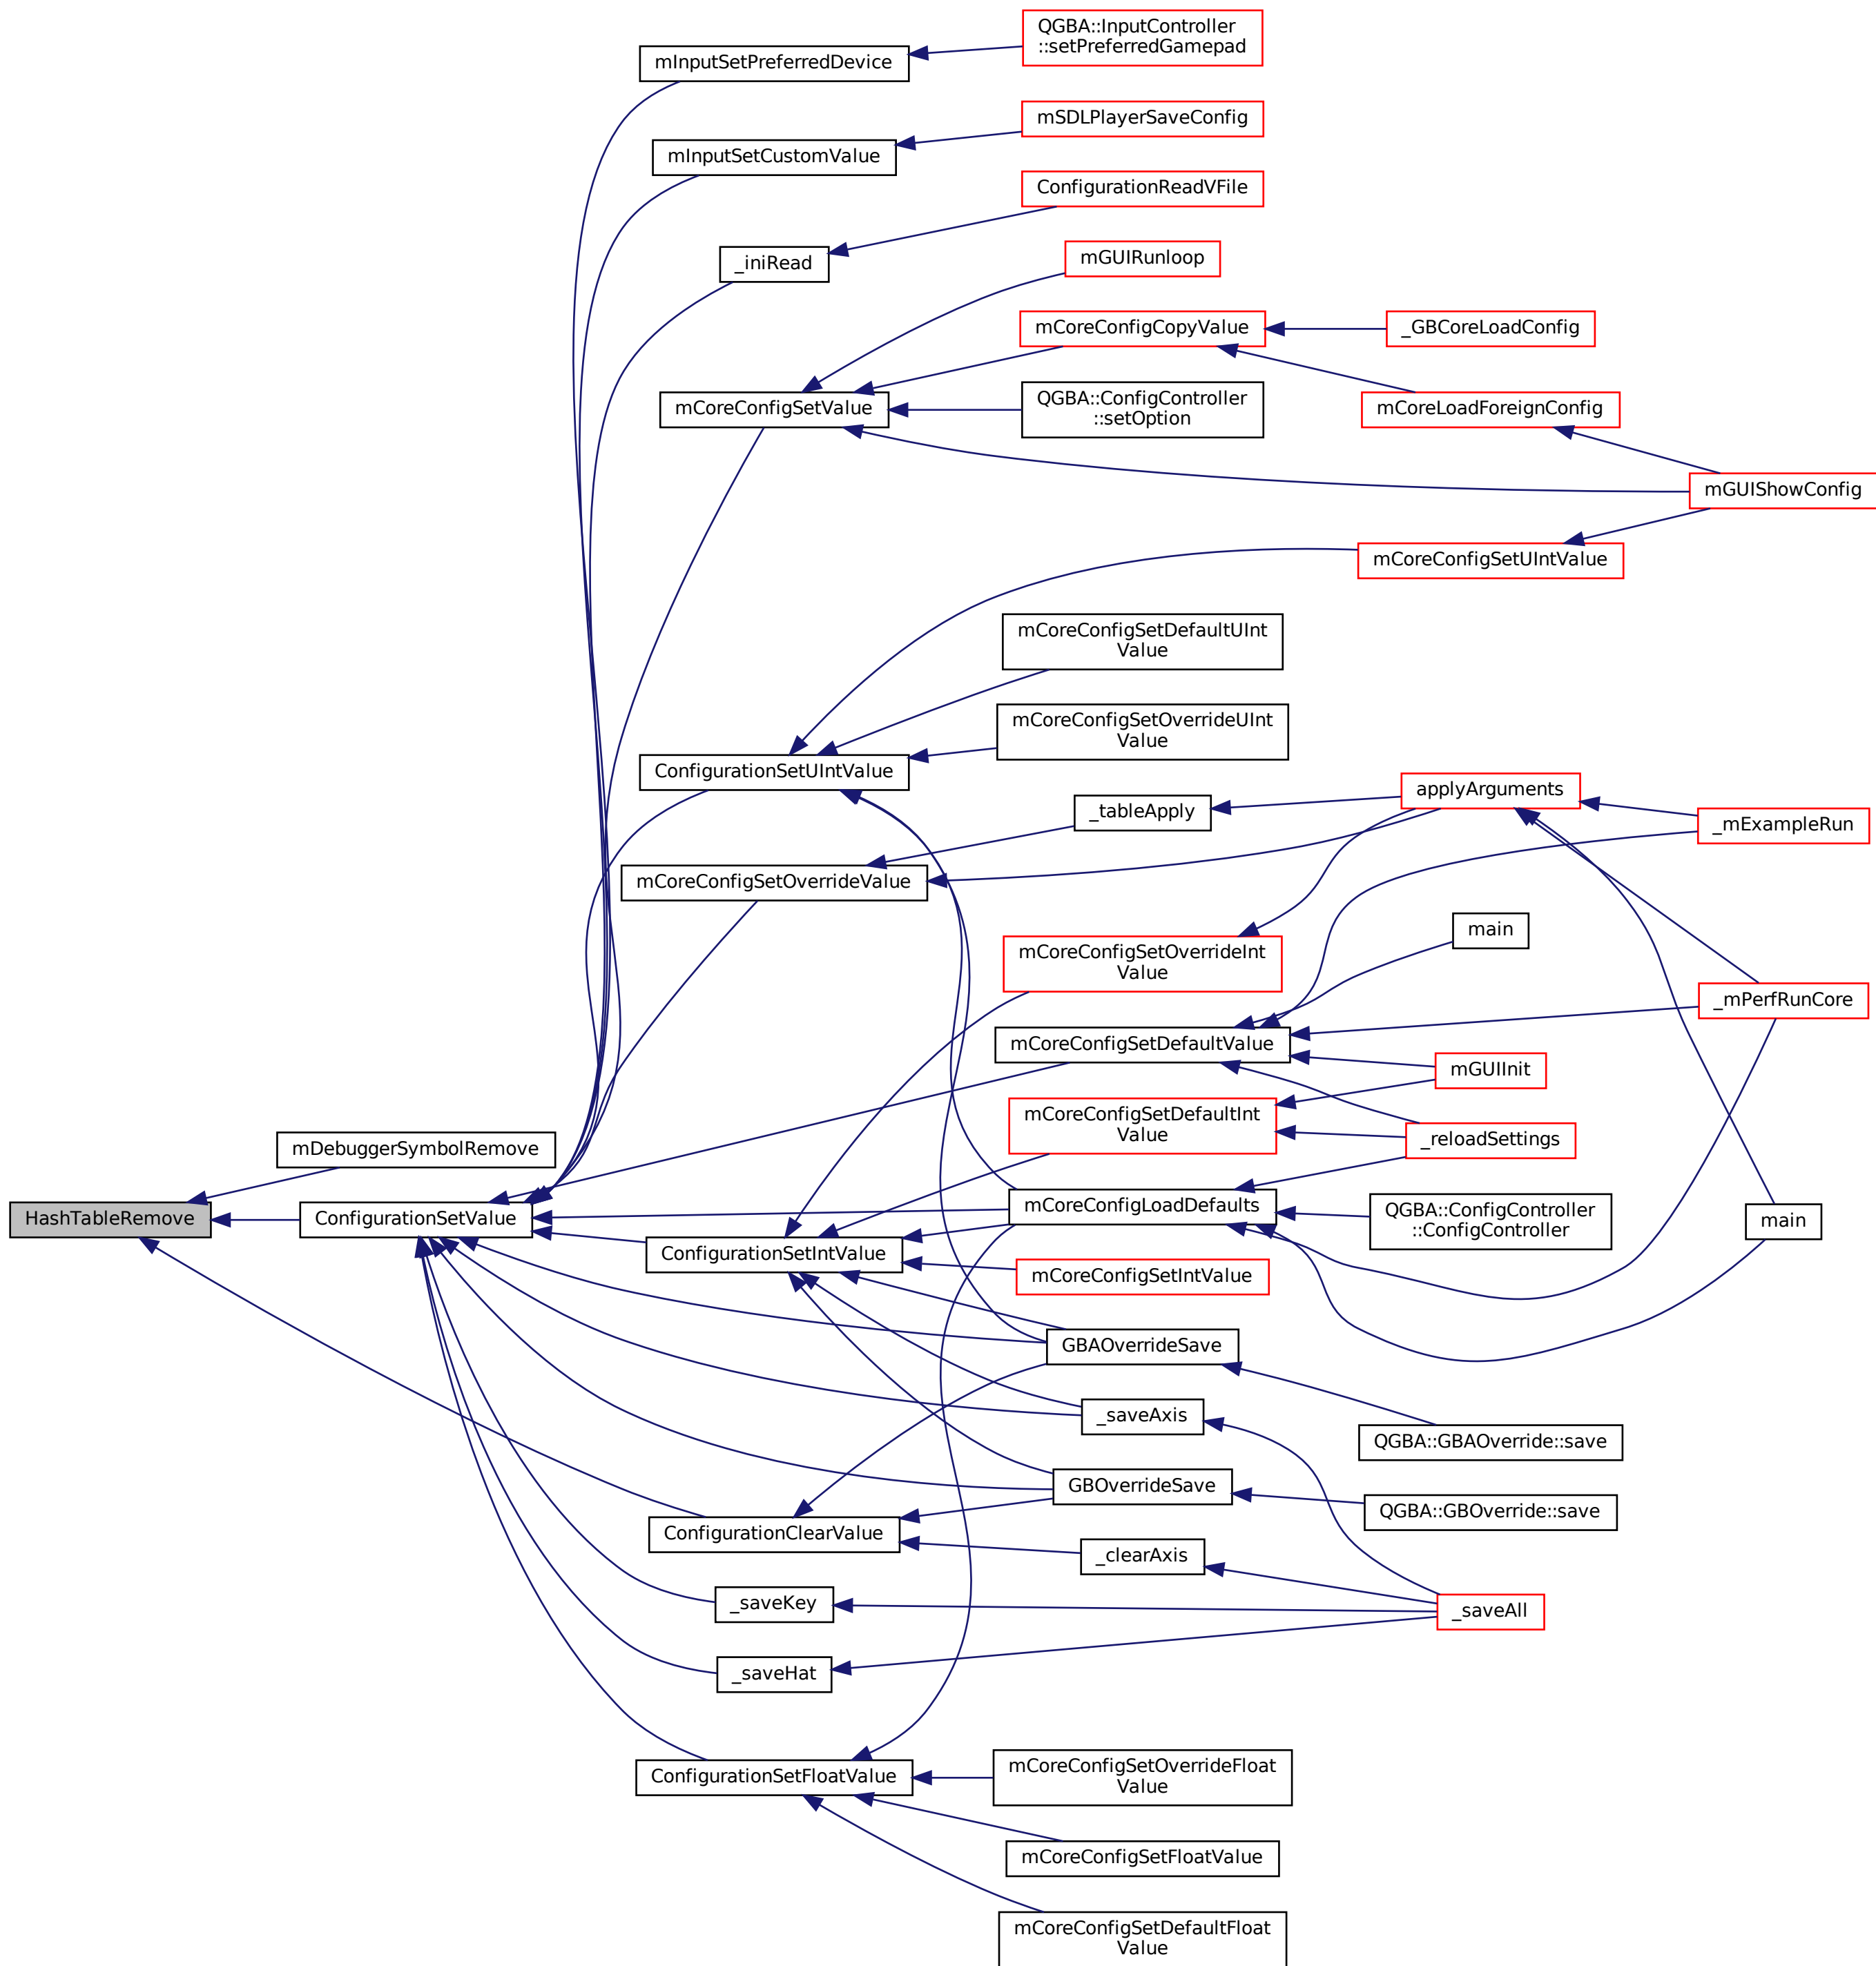 QGBA::InputController
::setPreferredGamepad
mInputSetPreferredDevice
mSDLPlayerSaveConfig
mInputSetCustomValue
ConfigurationReadVFile
_iniRead
mGUIRunloop
mCoreConfigCopyValue
_GBCoreLoadConfig
mCoreConfigSetValue
QGBA::ConfigController
::setOption
mCoreLoadForeignConfig
mGUIShowConfig
mCoreConfigSetUIntValue
mCoreConfigSetDefaultUInt
Value
mCoreConfigSetOverrideUInt
Value
ConfigurationSetUIntValue
applyArguments
_tableApply
_mExampleRun
mCoreConfigSetOverrideValue
main
mCoreConfigSetOverrideInt
Value
_mPerfRunCore
mCoreConfigSetDefaultValue
mGUIInit
mCoreConfigSetDefaultInt
Value
_reloadSettings
mDebuggerSymbolRemove
HashTableRemove
ConfigurationSetValue
mCoreConfigLoadDefaults
QGBA::ConfigController
::ConfigController
main
ConfigurationSetIntValue
mCoreConfigSetIntValue
GBAOverrideSave
_saveAxis
QGBA::GBAOverride::save
GBOverrideSave
QGBA::GBOverride::save
ConfigurationClearValue
_clearAxis
_saveKey
_saveAll
_saveHat
ConfigurationSetFloatValue
mCoreConfigSetOverrideFloat
Value
mCoreConfigSetFloatValue
mCoreConfigSetDefaultFloat
Value